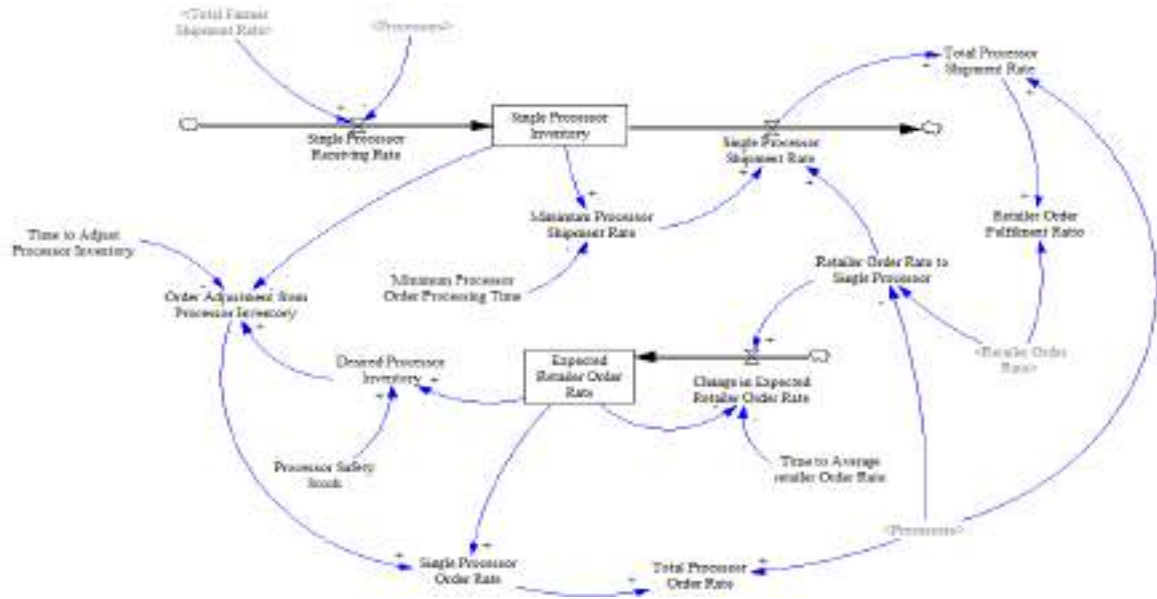 <Total Farmer
Shipment Rate>
<Processors>
Total Processor
Shipment Rate
Single Processor
Inventory
Single Processor
Receiving Rate
Single Processor
Shipment Rate
Minimum Processor
Shipment Rate
Retailer Order
Fulfilment Ratio
Time to Adjust
Processor Inventory
Minimum Processor
Order Processing Time
Retailer Order Rate to
Single Processor
Order Adjustment from
Processor Inventory
<Retailer Order
Rate>
Desired Processor
Inventory
Expected
Retailer Order
Rate
Change in Expected
Retailer Order Rate
Processor Safety
Stock
Time to Average
retailer Order Rate
<Processors>
Single Processor
Order Rate
Total Processor
Order Rate